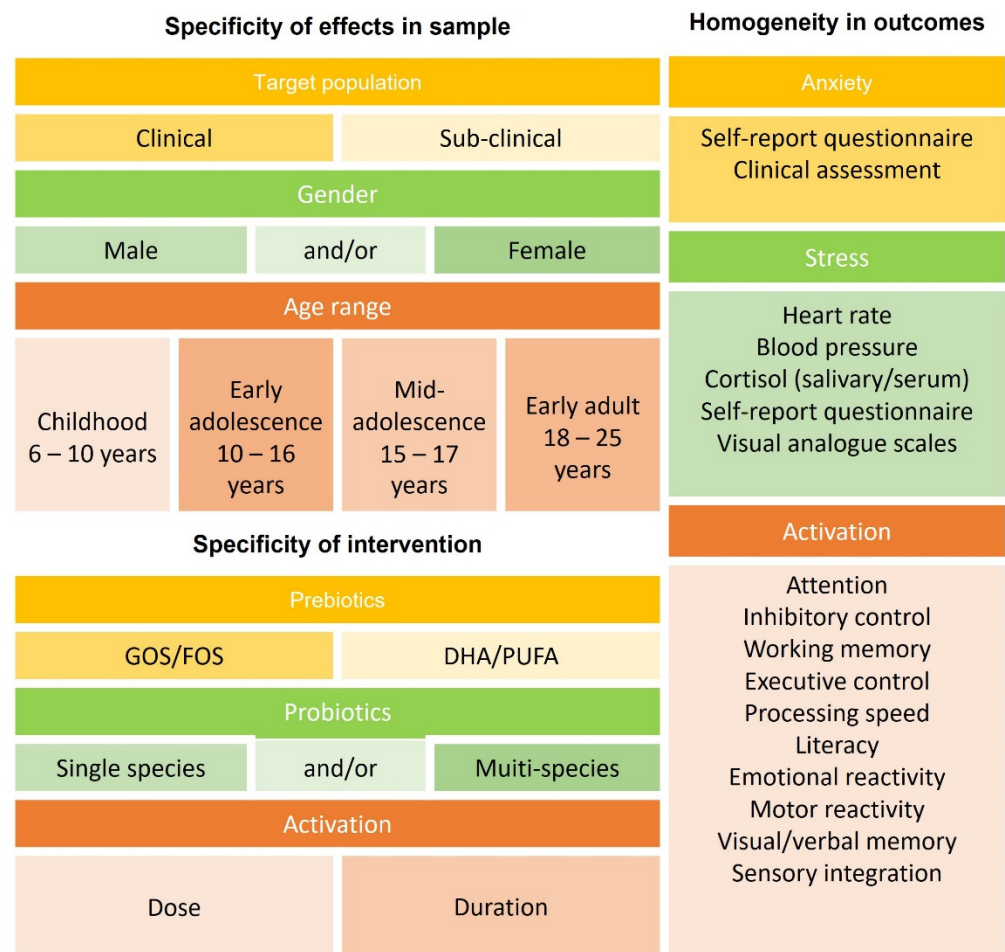 Specificity of effects in sample
Target population
Clinical
Sub-clinical
Gender
Male
and/or
Female
Age range
Childhood
6 – 10 years
Early
adolescence
10 – 16
years
Mid-
adolescence
15 – 17
years
Early adult
18 – 25
years
Specificity of intervention
Prebiotics
GOS/FOS
DHA/PUFA
Probiotics
Single species
and/or
Muiti-species
Activation
Dose
Duration
Homogeneity in outcomes
Anxiety
Self-report questionnaire
Clinical assessment
Stress
Heart rate
Blood pressure
Cortisol (salivary/serum)
Self-report questionnaire
Visual analogue scales
Activation
Attention
Inhibitory control
Working memory
Executive control
Processing speed
Literacy
Emotional reactivity
Motor reactivity
Visual/verbal memory
Sensory integration